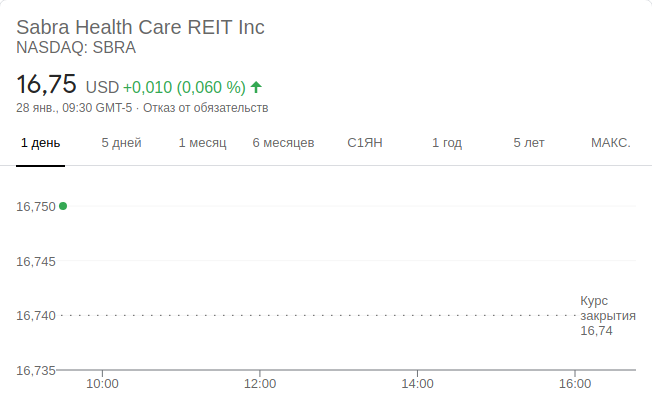 Sabra Health Care REIT Inc
NASDAQ: SBRA
16,75 USD +0,010 (0,060 %)
28 янв., 09:30 GMT-5 · Отказ от обязательств
1 день 5 дней 1 месяц 6 месяцев С1ЯН 1 год 5 лет МАКС.
16,750
16,745
16,740
Курс
закрытия
16,74
16,735
10:00 12:00 14:00 16:00